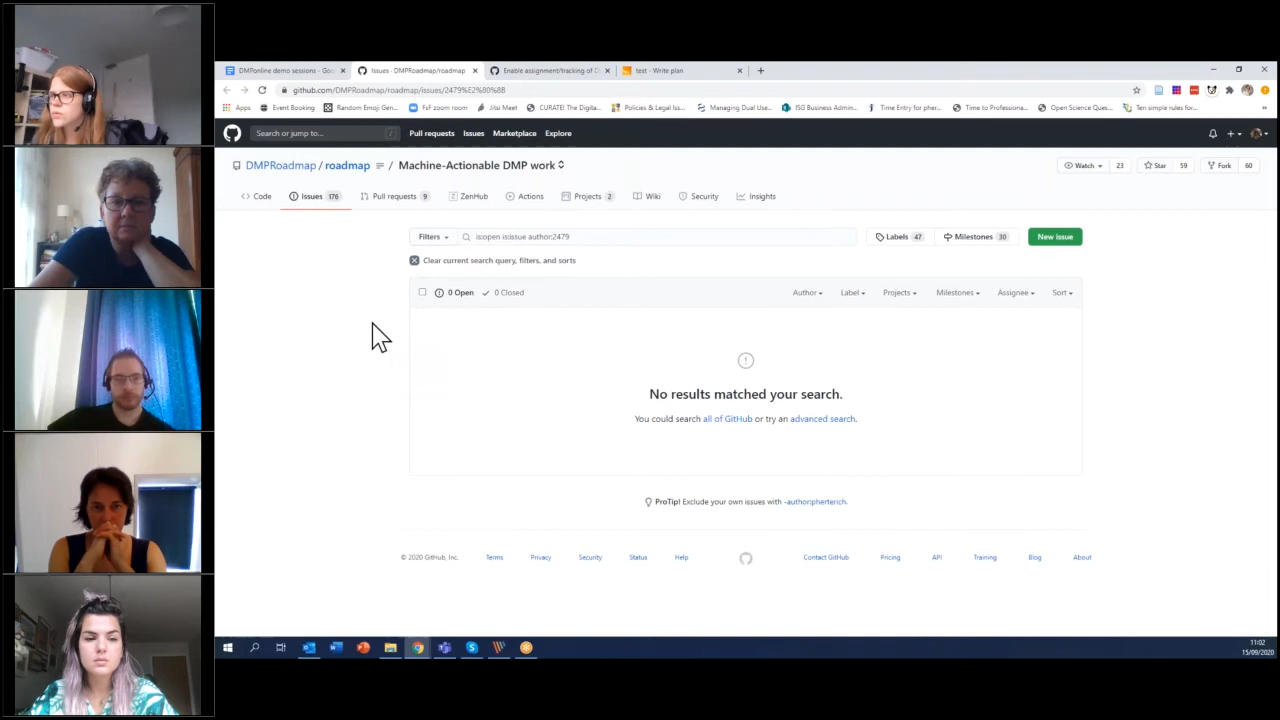 DMPonline demo sessions - Goo
Issues · DMPRoadmap/roadmap
Enable assignment/tracking of D
test - Write plan
github.com/DMPRoadmap/roadmap/issues/2479%E2%80%8B
Apps
Event Booking
Random Emoji Gen...
FsF zoom room
Jitsi Meet
CURATE! The Digita...
Policies & Legal Iss...
Managing Dual Use...
ISG Business Admin...
Time Entry for pher...
Time to Professiona...
Open Science Ques...
Ten simple rules for...
Search or jump to...
/
Pull requests
Issues
Marketplace
Explore
DMPRoadmap / roadmap / Machine-Actionable DMP work
Watch 23
Star 59
Fork 60
Code
Issues 176
Pull requests 9
ZenHub
Actions
Projects 2
Wiki
Security
Insights
Filters
is:open is:issue author:2479
Labels 47
Milestones 30
New issue
Clear current search query, filters, and sorts
0 Open
0 Closed
Author
Label
Projects
Milestones
Assignee
Sort
No results matched your search.
You could search all of GitHub or try an advanced search.
ProTip! Exclude your own issues with -author:pherterich.
© 2020 GitHub, Inc.
Terms
Privacy
Security
Status
Help
Contact GitHub
Pricing
API
Training
Blog
About
11:02
15/09/2020